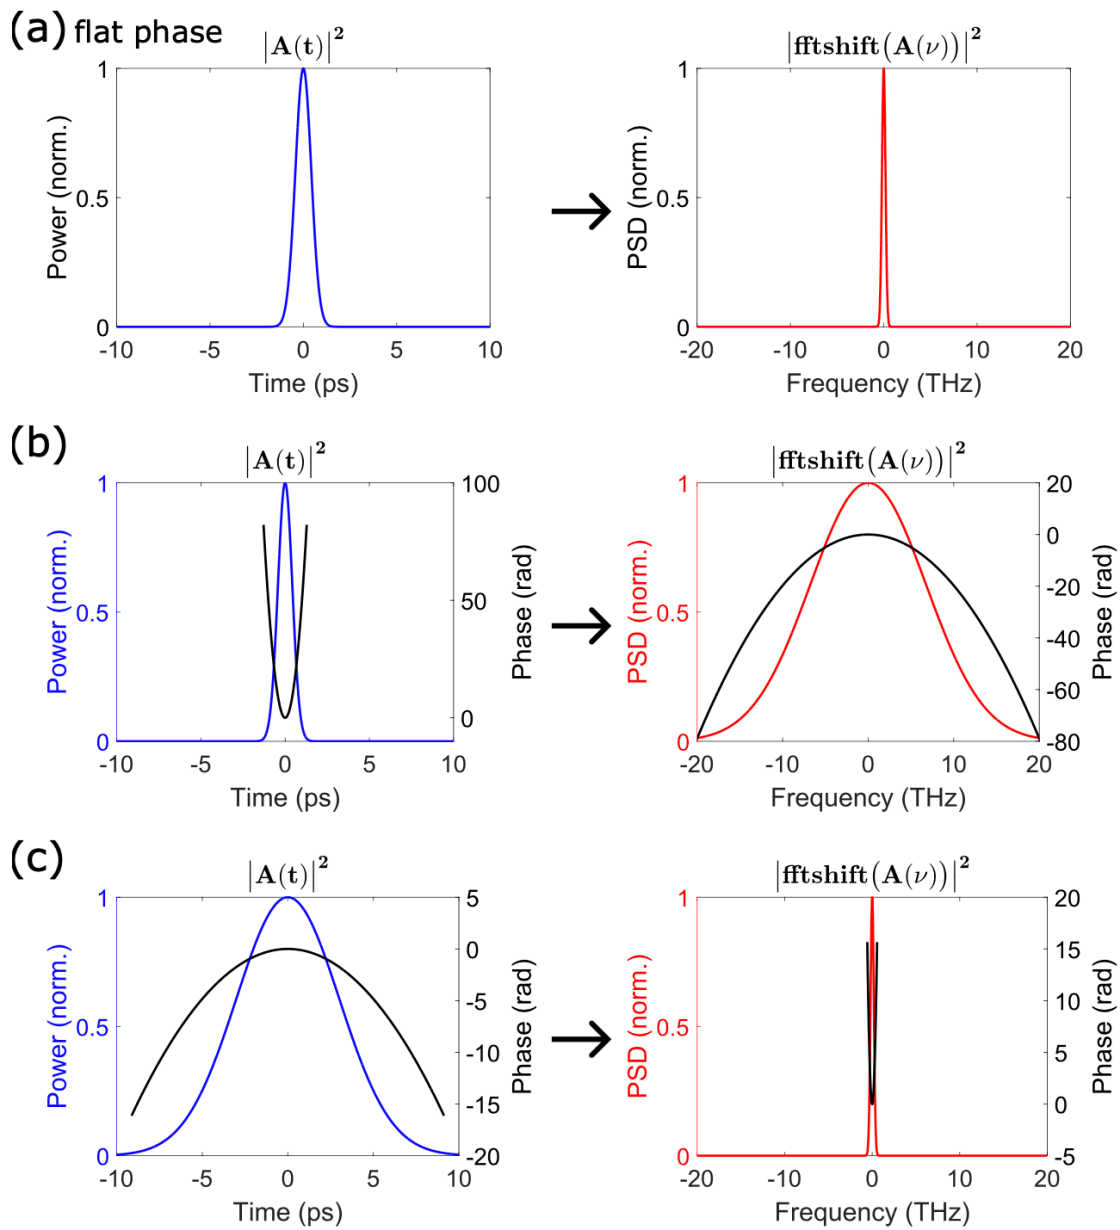 (a) flat phase
|A(t)|²
Power (norm.)
1
0.5
0
-10 -5 0 5 10
Time (ps)
|fftshift(A(ν))|²
PSD (norm.)
1
0.5
0
-20 -10 0 10 20
Frequency (THz)
(b)
|A(t)|²
Power (norm.)
1
0.5
0
100
50
0
Phase (rad)
-10 -5 0 5 10
Time (ps)
|fftshift(A(ν))|²
PSD (norm.)
1
0.5
0
20
0
-20
-40
-60
-80
Phase (rad)
-20 -10 0 10 20
Frequency (THz)
(c)
|A(t)|²
Power (norm.)
1
0.5
0
5
0
-5
-10
-15
-20
Phase (rad)
-10 -5 0 5 10
Time (ps)
|fftshift(A(ν))|²
PSD (norm.)
1
0.5
0
20
15
10
5
0
-5
Phase (rad)
-20 -10 0 10 20
Frequency (THz)